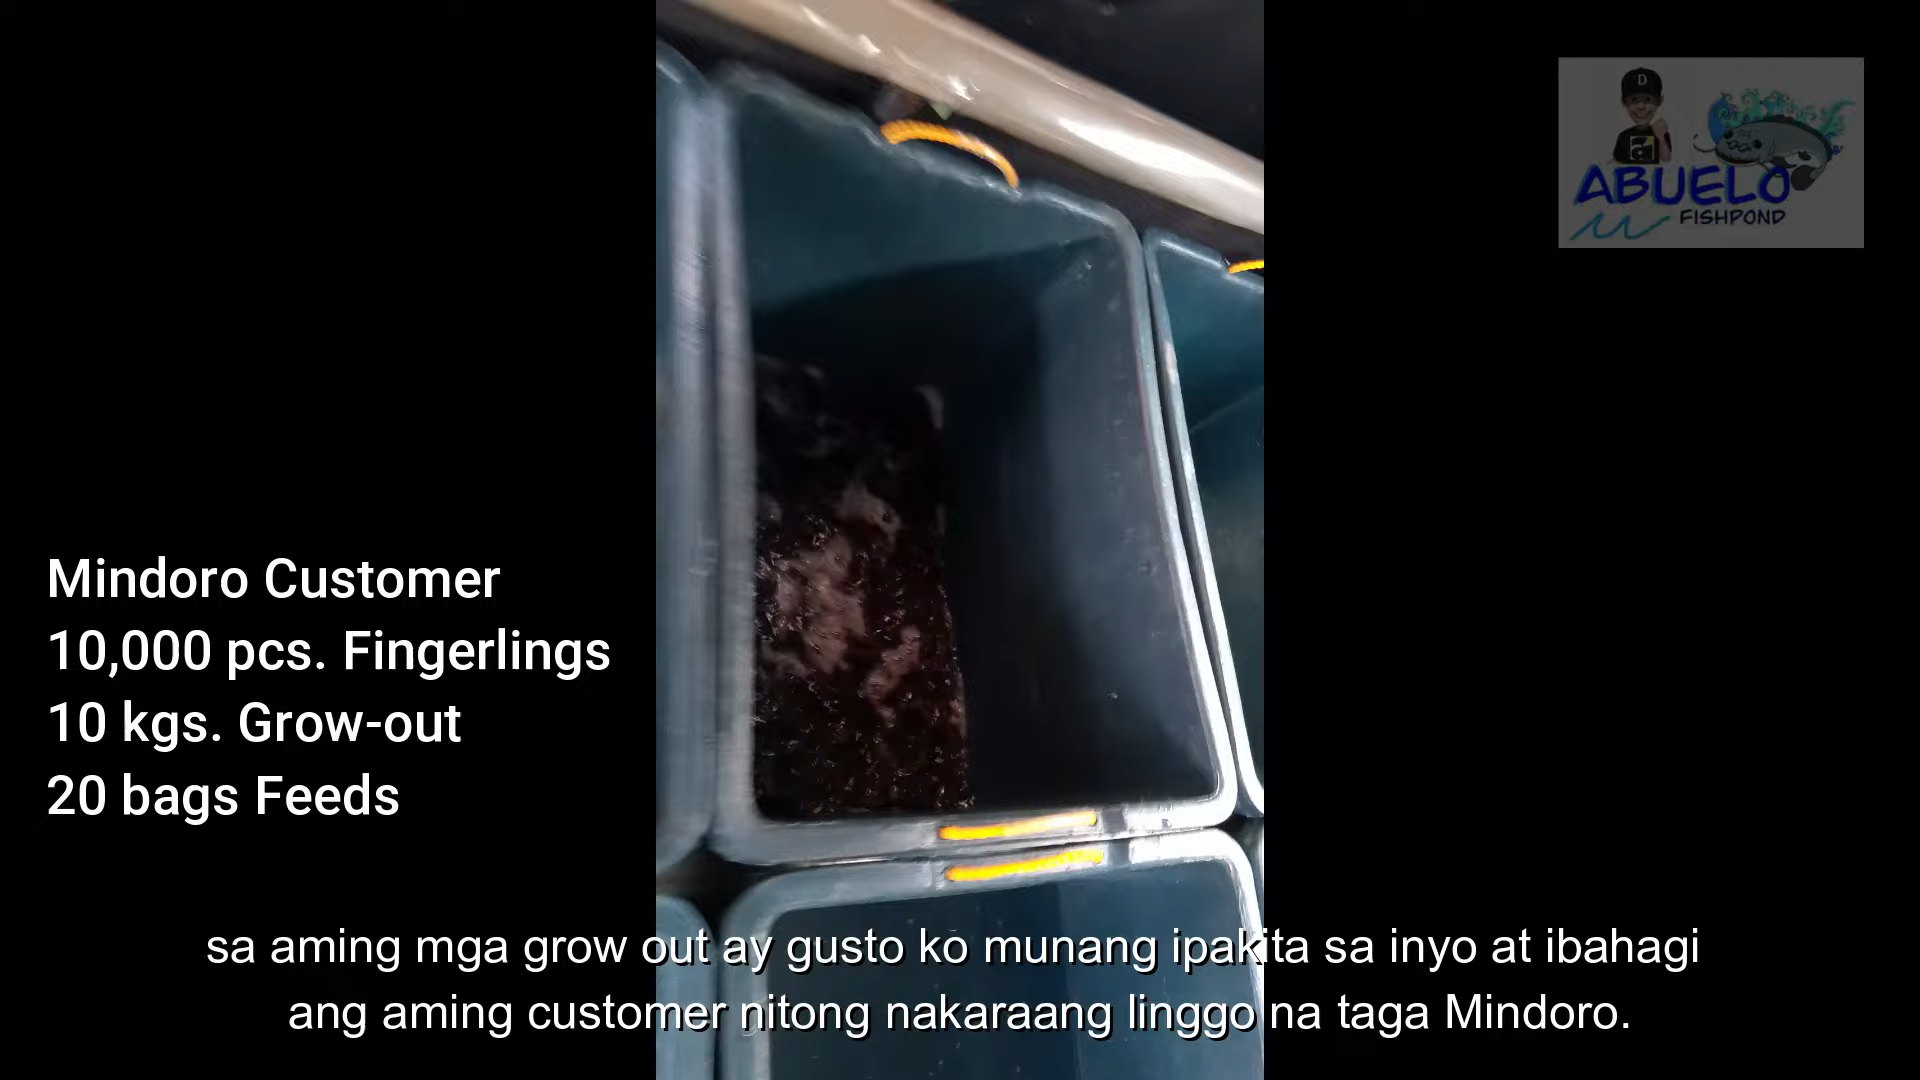 D
a
ABUELO
FISHPOND
Mindoro Customer
10,000 pcs. Fingerlings
10 kgs. Grow-out
20 bags Feeds
sa aming mga grow out ay gusto ko munang ipakita sa inyo at ibahagi
ang aming customer nitong nakaraang linggo na taga Mindoro.